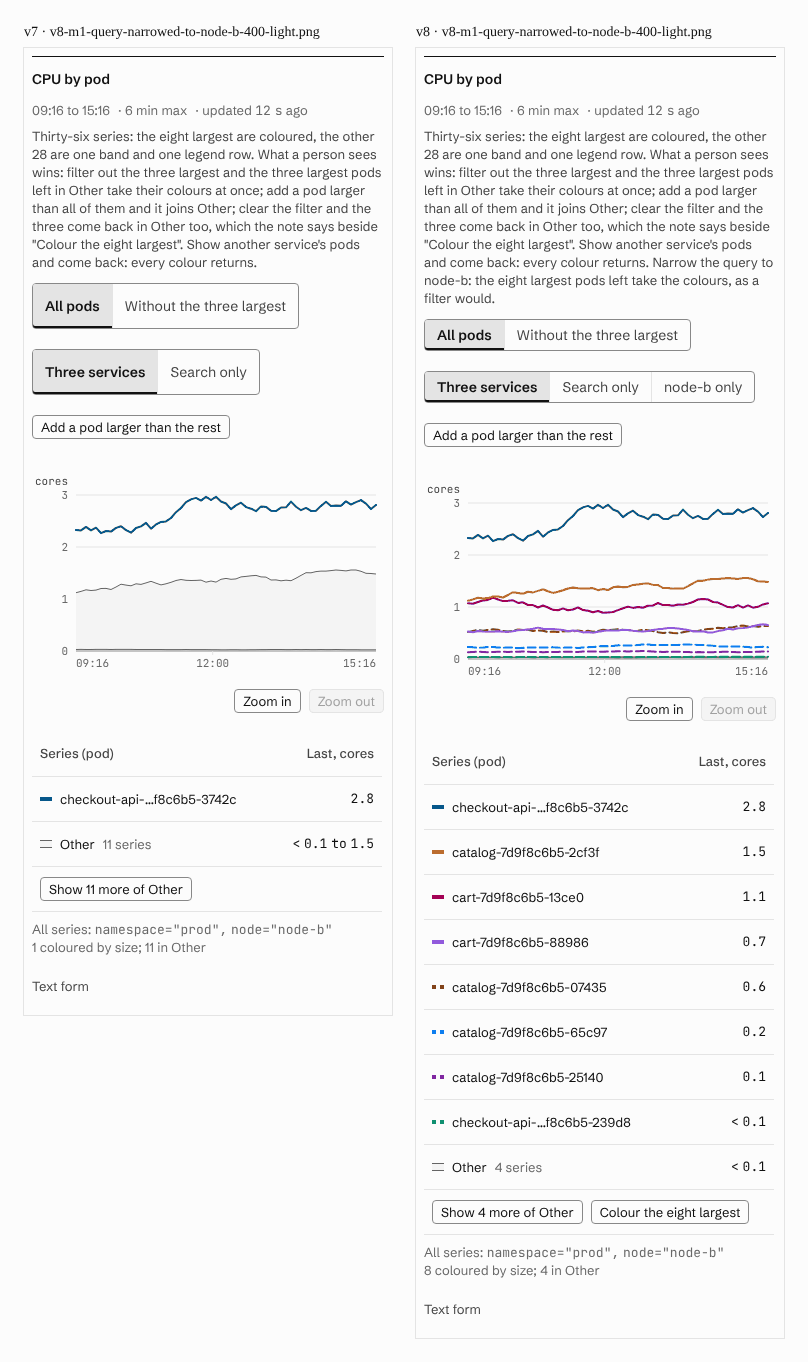 v7 · v8-m1-query-narrowed-to-node-b-400-light.png
CPU by pod
09:16 to 15:16 · 6 min max · updated 12 s ago
Thirty-six series: the eight largest are coloured, the other
28 are one band and one legend row. What a person sees
wins: filter out the three largest and the three largest pods
left in Other take their colours at once; add a pod larger
than all of them and it joins Other; clear the filter and the
three come back in Other too, which the note says beside
"Colour the eight largest". Show another service's pods
and come back: every colour returns.
All pods
Without the three largest
Three services
Search only
Add a pod larger than the rest
cores
3
2
1
0
09:16
12:00
15:16
Zoom in
Zoom out
Series (pod)
Last, cores
checkout-api-...f8c6b5-3742c
2.8
Other 11 series
< 0.1 to 1.5
Show 11 more of Other
All series: namespace="prod", node="node-b"
1 coloured by size; 11 in Other
Text form
v8 · v8-m1-query-narrowed-to-node-b-400-light.png
CPU by pod
09:16 to 15:16 · 6 min max · updated 12 s ago
Thirty-six series: the eight largest are coloured, the other
28 are one band and one legend row. What a person sees
wins: filter out the three largest and the three largest pods
left in Other take their colours at once; add a pod larger
than all of them and it joins Other; clear the filter and the
three come back in Other too, which the note says beside
"Colour the eight largest". Show another service's pods
and come back: every colour returns. Narrow the query to
node-b: the eight largest pods left take the colours, as a
filter would.
All pods
Without the three largest
Three services
Search only
node-b only
Add a pod larger than the rest
cores
3
2
1
0
09:16
12:00
15:16
Zoom in
Zoom out
Series (pod)
Last, cores
checkout-api-...f8c6b5-3742c
2.8
catalog-7d9f8c6b5-2cf3f
1.5
cart-7d9f8c6b5-13ce0
1.1
cart-7d9f8c6b5-88986
0.7
catalog-7d9f8c6b5-07435
0.6
catalog-7d9f8c6b5-65c97
0.2
catalog-7d9f8c6b5-25140
0.1
checkout-api-...f8c6b5-239d8
< 0.1
Other 4 series
< 0.1
Show 4 more of Other
Colour the eight largest
All series: namespace="prod", node="node-b"
8 coloured by size; 4 in Other
Text form